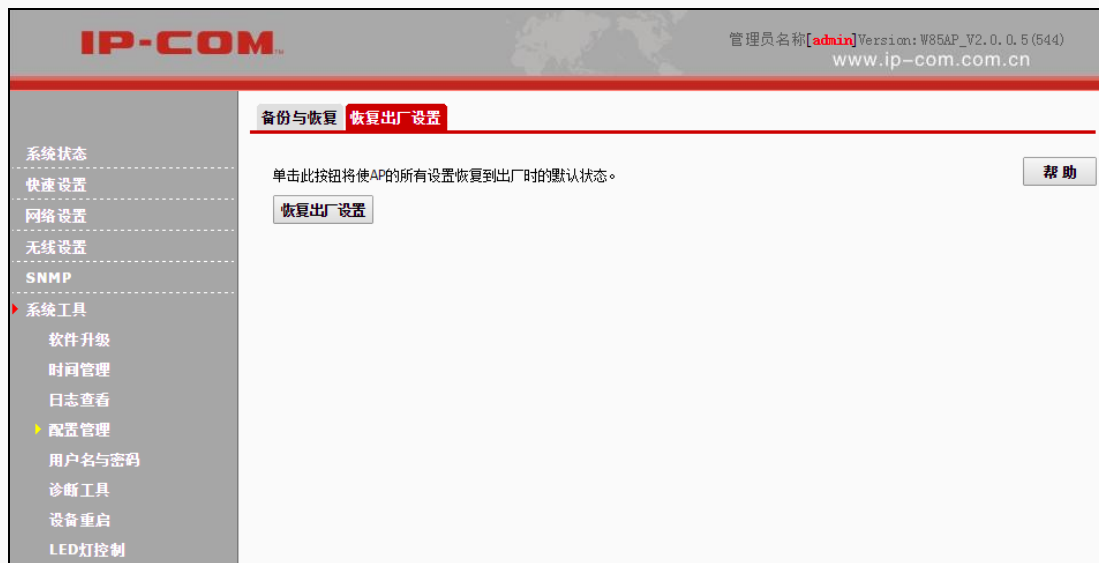 IP-COM
管理员名称[admin]Version:W85AP_V2.0.0.5(544)
www.ip-com.com.cn
备份与恢复 恢复出厂设置
系统状态
快速设置
网络设置
无线设置
SNMP
系统工具
软件升级
时间管理
日志查看
配置管理
用户名与密码
诊断工具
设备重启
LED灯控制
单击此按钮将使AP的所有设置恢复到出厂时的默认状态。
帮助
恢复出厂设置